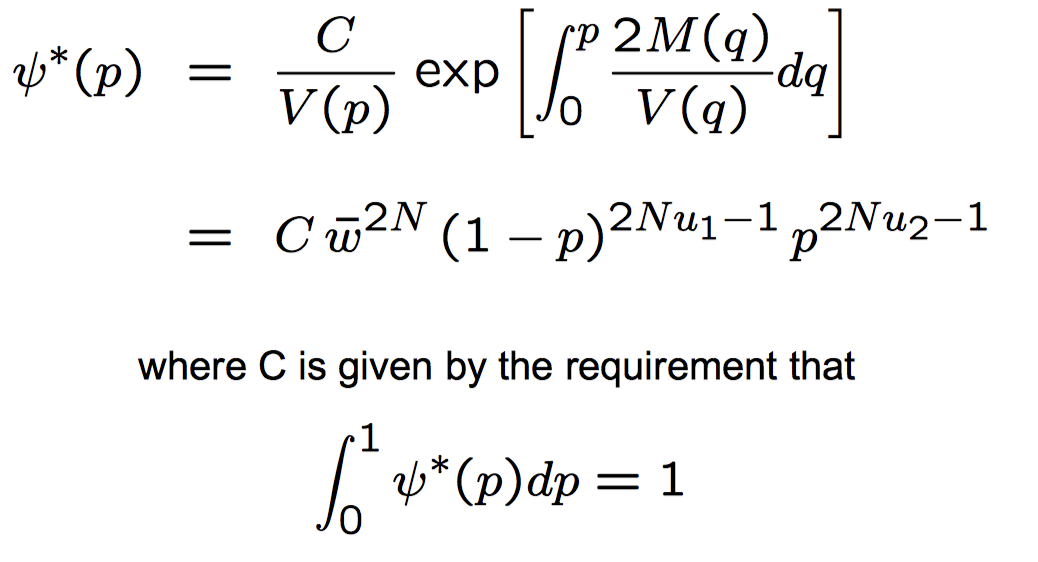 ψ*(p) = C/V(p) exp[∫₀ᵖ 2M(q)/V(q) dq]
= C w̄^{2N} (1 − p)^{2Nu₁−1} p^{2Nu₂−1}
where C is given by the requirement that
∫₀¹ ψ*(p)dp = 1